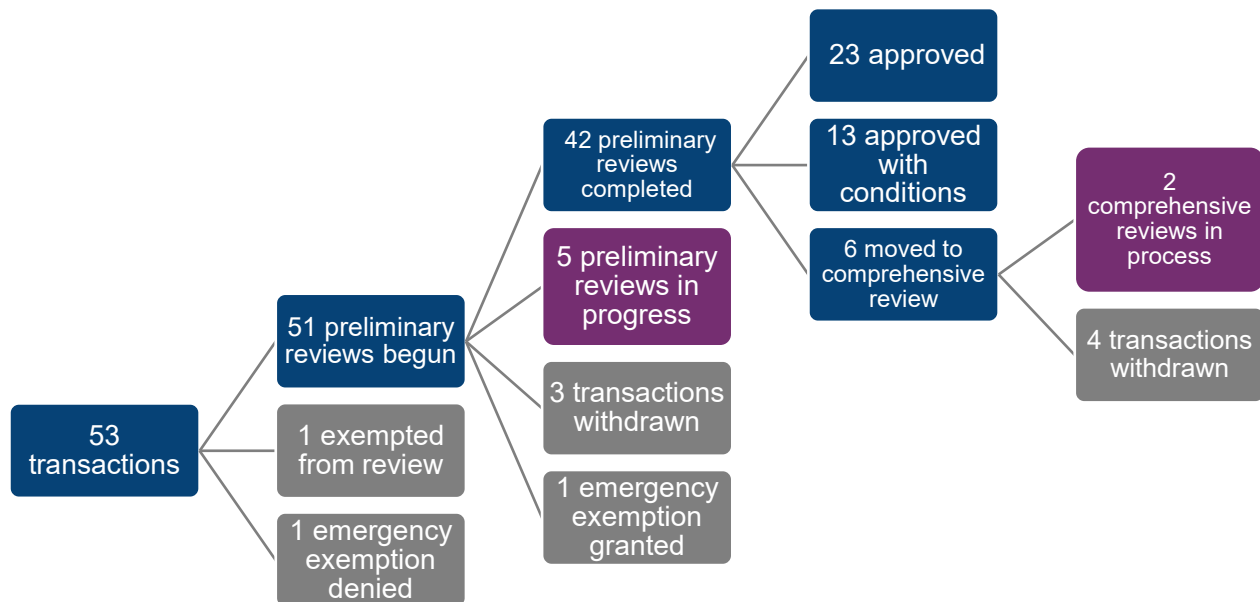 53
transactions
51 preliminary
reviews begun
1 exempted
from review
1 emergency
exemption
denied
42 preliminary
reviews
completed
5 preliminary
reviews in
progress
3 transactions
withdrawn
1 emergency
exemption
granted
23 approved
13 approved
with
conditions
6 moved to
comprehensive
review
2
comprehensive
reviews in
process
4 transactions
withdrawn